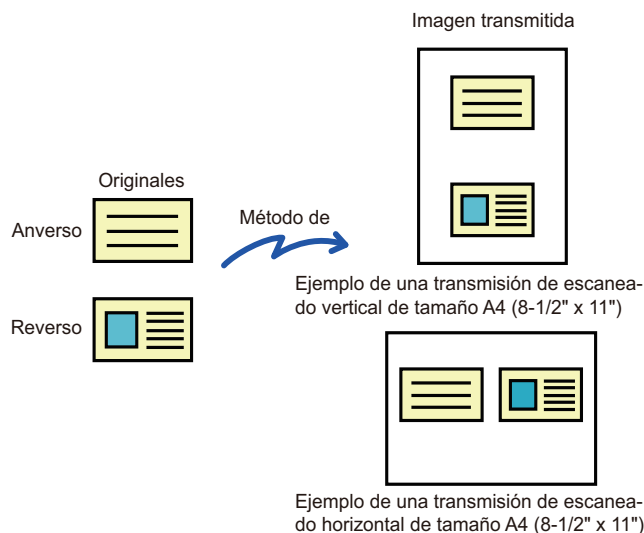 Imagen transmitida
Originales
Anverso
Método de
Reverso
Ejemplo de una transmisión de escanea-
do vertical de tamaño A4 (8-1/2" x 11")
Ejemplo de una transmisión de escanea-
do horizontal de tamaño A4 (8-1/2" x 11")